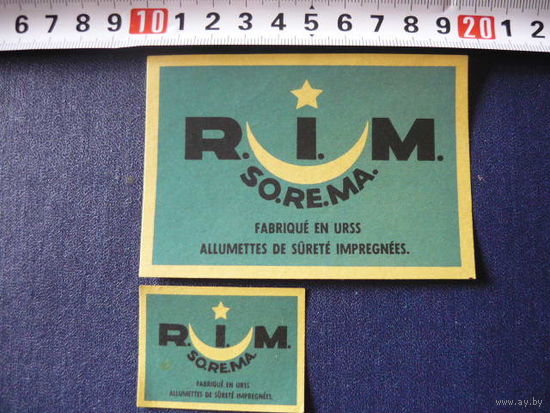 6 7 8 9 10 1 2 3 4 5 6 7 8 9 20 1 2
R. I. M.
SO.RE.MA.
FABRIQUÉ EN URSS
ALLUMETTES DE SÛRETÉ IMPREGNÉES.
R. I. M.
SO.RE.MA.
FABRIQUÉ EN URSS
ALLUMETTES DE SÛRETÉ IMPREGNÉES.
www.ay.by